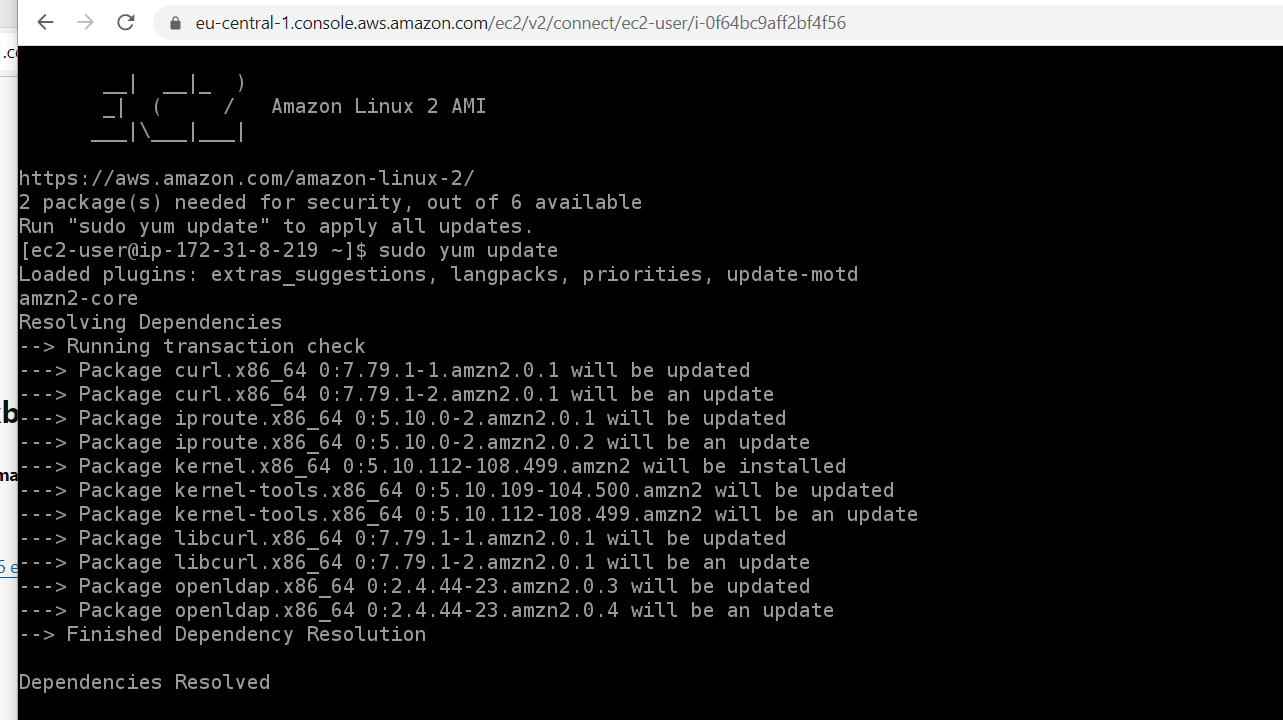 eu-central-1.console.aws.amazon.com/ec2/v2/connect/ec2-user/i-0f64bc9aff2bf4f56
       __|  __|_  )
       _|  (     /   Amazon Linux 2 AMI
      ___|\___|___|
https://aws.amazon.com/amazon-linux-2/
2 package(s) needed for security, out of 6 available
Run "sudo yum update" to apply all updates.
[ec2-user@ip-172-31-8-219 ~]$ sudo yum update
Loaded plugins: extras_suggestions, langpacks, priorities, update-motd
amzn2-core
Resolving Dependencies
--> Running transaction check
---> Package curl.x86_64 0:7.79.1-1.amzn2.0.1 will be updated
---> Package curl.x86_64 0:7.79.1-2.amzn2.0.1 will be an update
---> Package iproute.x86_64 0:5.10.0-2.amzn2.0.1 will be updated
---> Package iproute.x86_64 0:5.10.0-2.amzn2.0.2 will be an update
---> Package kernel.x86_64 0:5.10.112-108.499.amzn2 will be installed
---> Package kernel-tools.x86_64 0:5.10.109-104.500.amzn2 will be updated
---> Package kernel-tools.x86_64 0:5.10.112-108.499.amzn2 will be an update
---> Package libcurl.x86_64 0:7.79.1-1.amzn2.0.1 will be updated
---> Package libcurl.x86_64 0:7.79.1-2.amzn2.0.1 will be an update
---> Package openldap.x86_64 0:2.4.44-23.amzn2.0.3 will be updated
---> Package openldap.x86_64 0:2.4.44-23.amzn2.0.4 will be an update
--> Finished Dependency Resolution
Dependencies Resolved